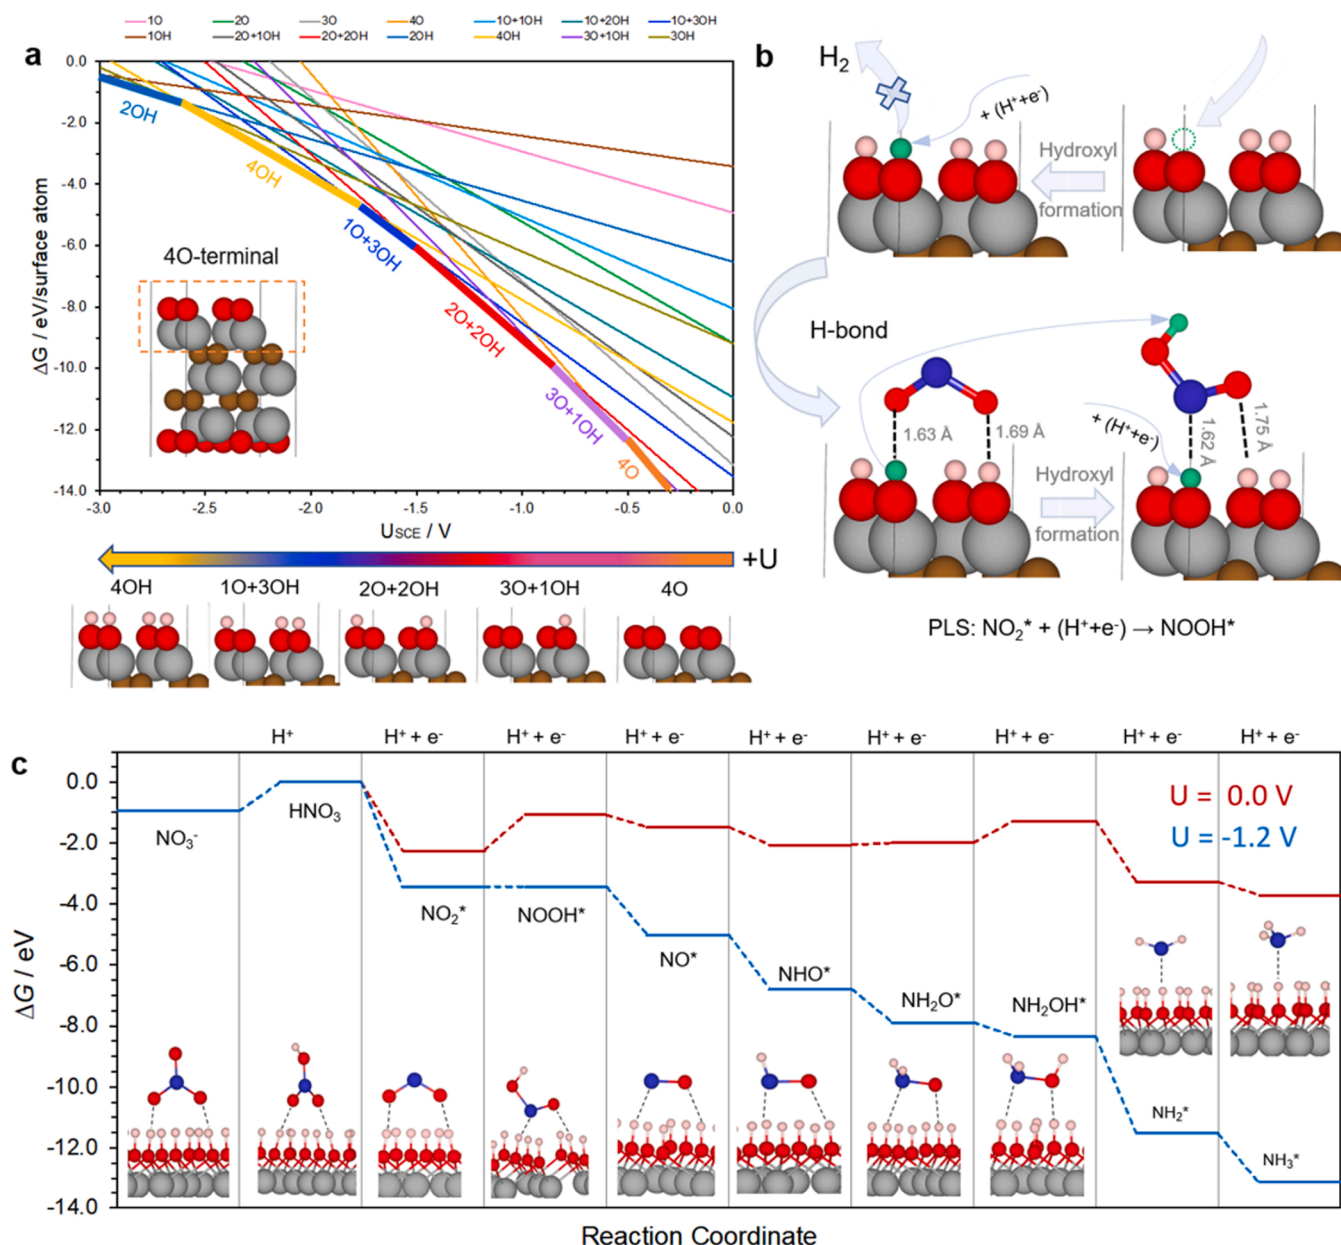 1O 2O 3O 4O 1O+1OH 1O+2OH 1O+3OH
1OH 2O+1OH 2O+2OH 2OH 4OH 3O+1OH 3OH
a
0.0
-2.0
-4.0
-6.0
-8.0
-10.0
-12.0
-14.0
ΔG / eV/surface atom
2OH
4OH
1O+3OH
2O+2OH
3O+1OH
4O
4O-terminal
-3.0 -2.5 -2.0 -1.5 -1.0 -0.5 0.0
USCE / V
+U
4OH 1O+3OH 2O+2OH 3O+1OH 4O
b
H₂
+ (H⁺+e⁻)
Hydroxyl
formation
H-bond
1.63 Å
1.69 Å
+ (H⁺+e⁻)
Hydroxyl
formation
1.62 Å
1.75 Å
PLS: NO₂* + (H⁺+e⁻) → NOOH*
c
H⁺ H⁺ + e⁻ H⁺ + e⁻ H⁺ + e⁻ H⁺ + e⁻ H⁺ + e⁻ H⁺ + e⁻ H⁺ + e⁻ H⁺ + e⁻
0.0
-2.0
-4.0
-6.0
-8.0
-10.0
-12.0
-14.0
ΔG / eV
U = 0.0 V
U = -1.2 V
NO₃⁻
HNO₃
NO₂*
NOOH*
NO*
NHO*
NH₂O*
NH₂OH*
NH₂*
NH₃*
Reaction Coordinate